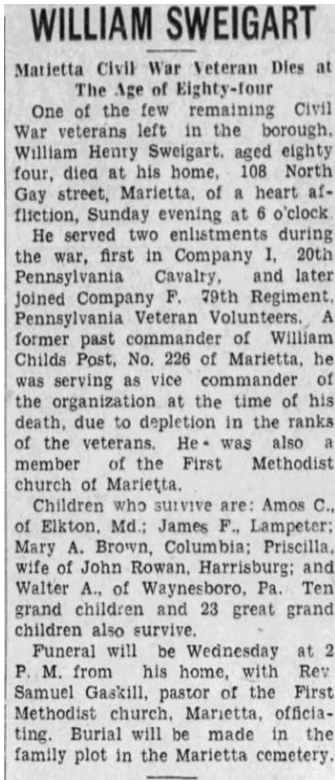 WILLIAM SWEIGART
Marietta Civil War Veteran Dies at
The Age of Eighty-four
One of the few remaining Civil
War veterans left in the borough,
William Henry Sweigart, aged eighty
four, died at his home, 108 North
Gay street, Marietta, of a heart af-
fliction, Sunday evening at 6 o'clock
He served two enlistments during
the war, first in Company I, 20th
Pennsylvania Cavalry, and later
joined Company F, 79th Regiment,
Pennsylvania Veteran Volunteers. A
former past commander of William
Childs Post, No. 226 of Marietta, he
was serving as vice commander of
the organization at the time of his
death, due to depletion in the ranks
of the veterans. He was also a
member of the First Methodist
church of Marietta.
Children who survive are: Amos C.,
of Elkton, Md.; James F., Lampeter;
Mary A. Brown, Columbia; Priscilla,
wife of John Rowan, Harrisburg; and
Walter A., of Waynesboro, Pa. Ten
grand children and 23 great grand
children also survive.
Funeral will be Wednesday at 2
P. M. from his home, with Rev
Samuel Gaskill, pastor of the First
Methodist church, Marietta, officia-
ting. Burial will be made in the
family plot in the Marietta cemetery.